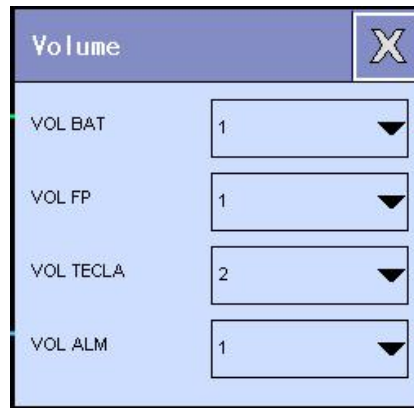 Volume X
VOL BAT 1
VOL FP 1
VOL TECLA 2
VOL ALM 1